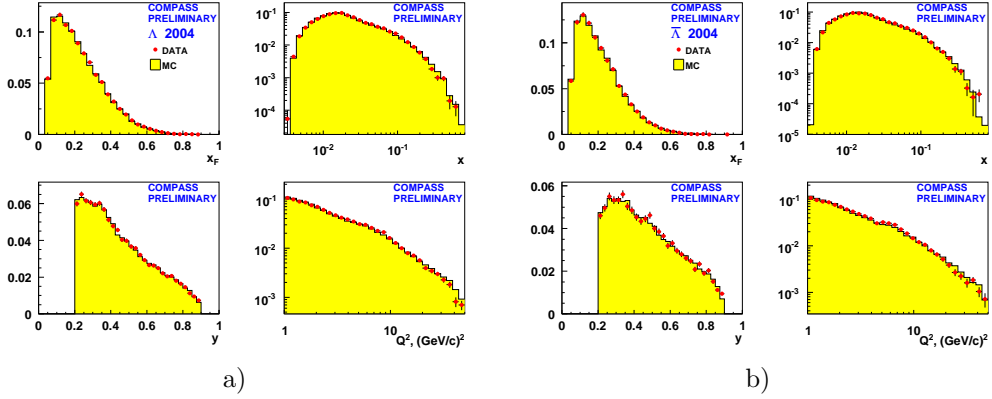 COMPASS
PRELIMINARY
Λ 2004
DATA
MC
0.1
0.05
0
0 0.2 0.4 0.6 0.8 1
x_F
COMPASS
PRELIMINARY
10^-1
10^-2
10^-3
10^-4
10^-2 10^-1
x
COMPASS
PRELIMINARY
0.06
0.04
0.02
0
0 0.2 0.4 0.6 0.8 1
y
COMPASS
PRELIMINARY
10^-1
10^-2
10^-3
1 10
Q^2, (GeV/c)^2
a)
COMPASS
PRELIMINARY
Λ̅ 2004
DATA
MC
0.1
0.05
0
0 0.2 0.4 0.6 0.8 1
x_F
COMPASS
PRELIMINARY
10^-1
10^-2
10^-3
10^-4
10^-5
10^-2 10^-1
x
COMPASS
PRELIMINARY
0.06
0.04
0.02
0
0 0.2 0.4 0.6 0.8 1
y
COMPASS
PRELIMINARY
10^-1
10^-2
10^-3
1 10
Q^2, (GeV/c)^2
b)